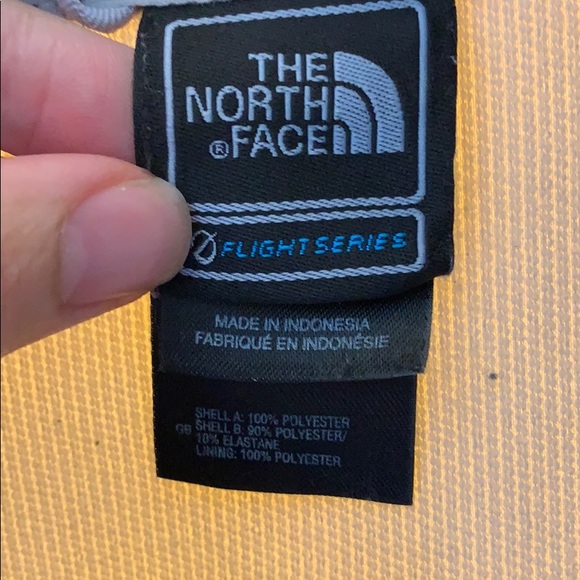 THE
NORTH
® FACE
FLIGHT SERIES
MADE IN INDONESIA
FABRIQUÉ EN INDONÉSIE
SHELL A: 100% POLYESTER
GB SHELL B: 90% POLYESTER/
10% ELASTANE
LINING: 100% POLYESTER